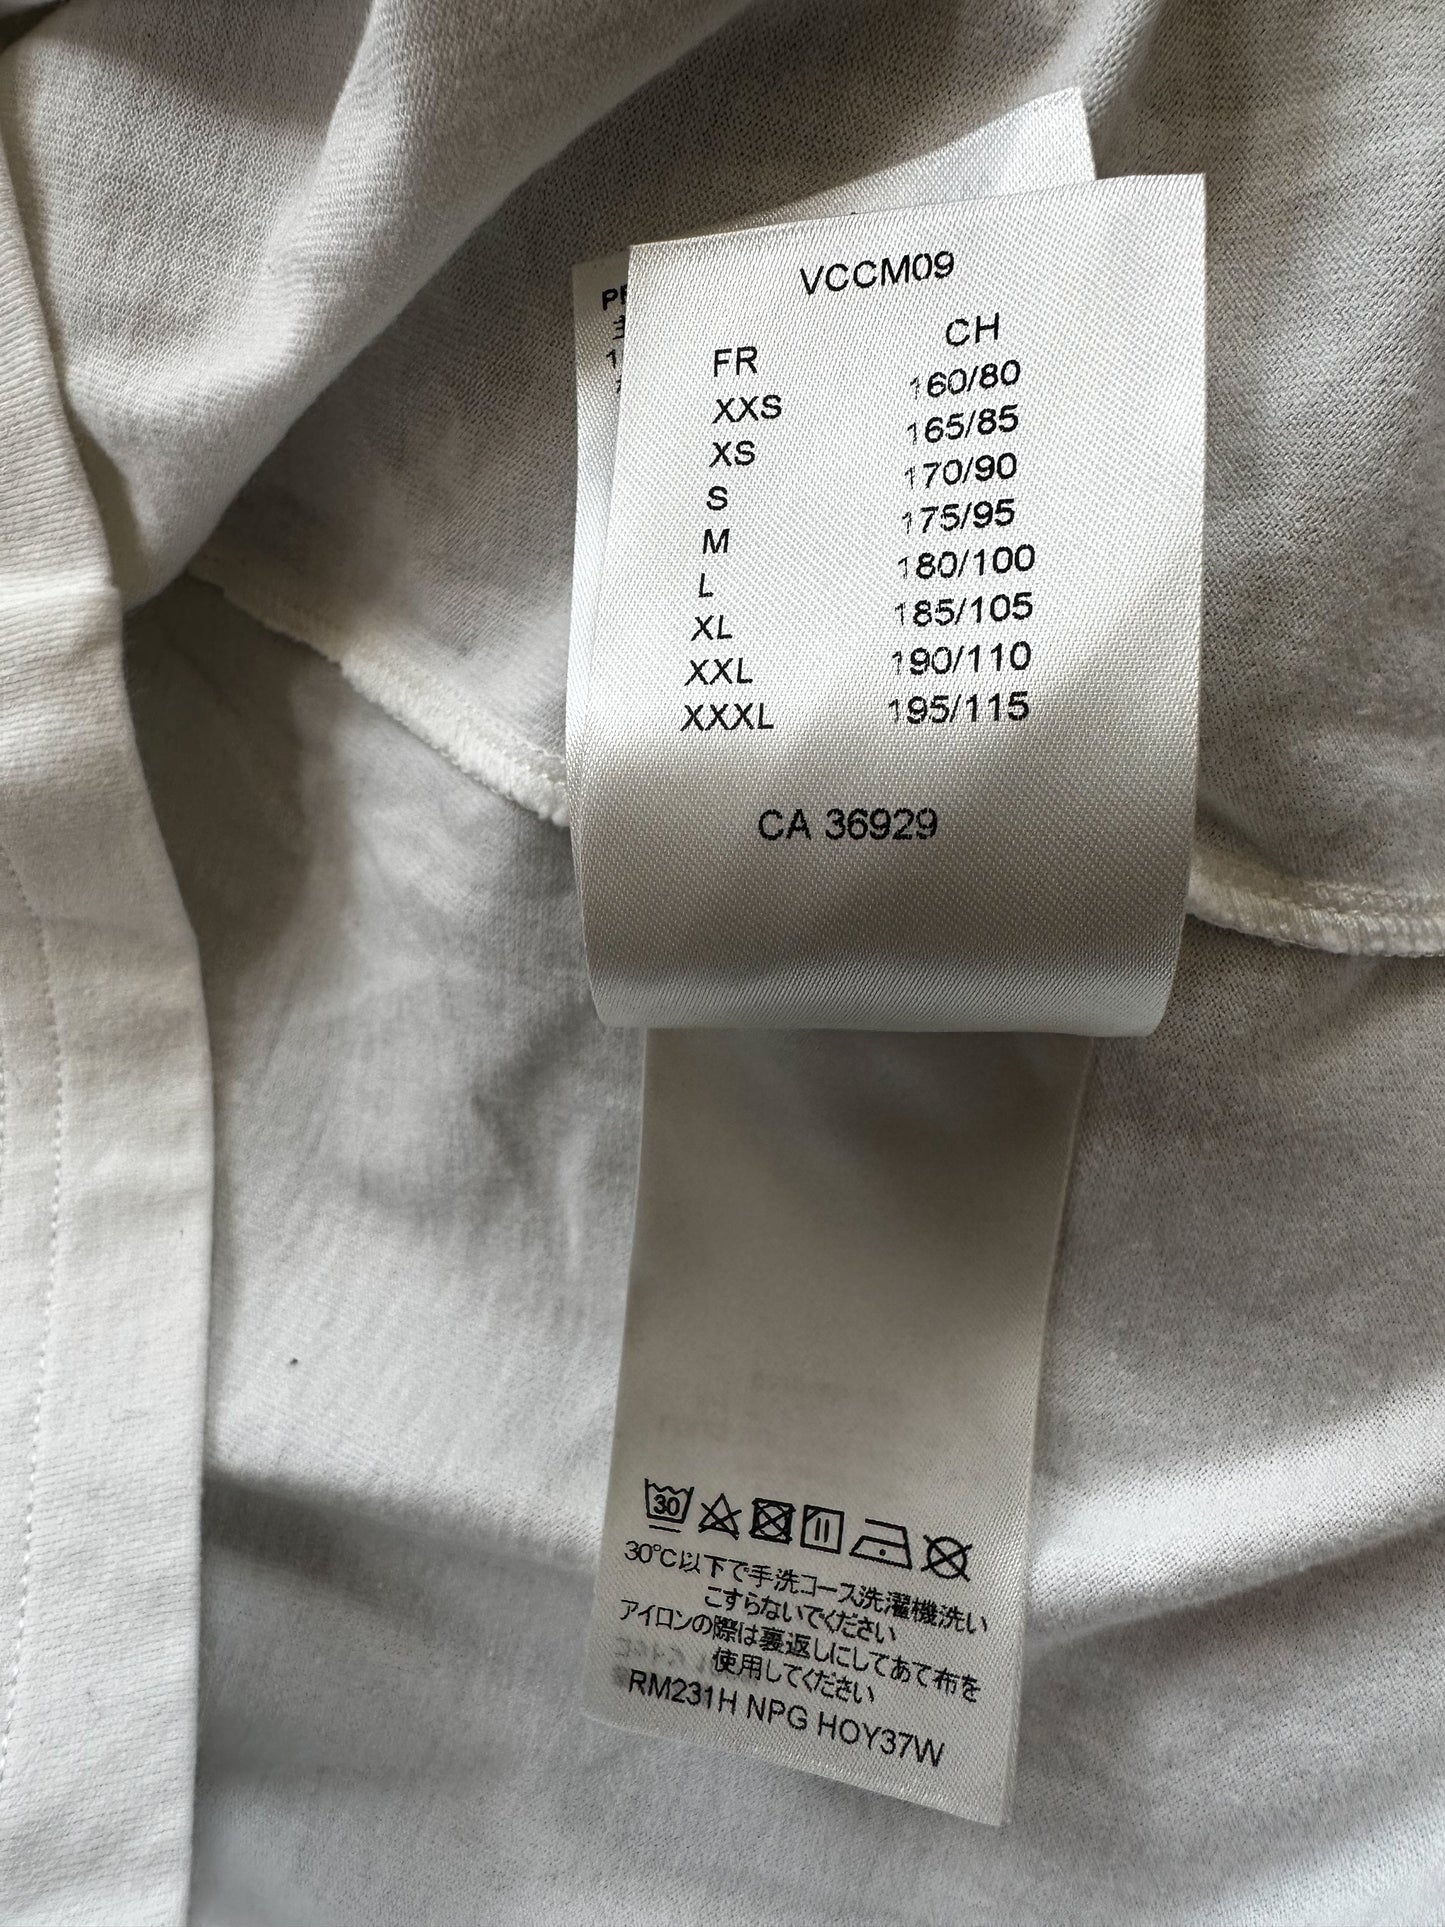 VCCM09
FR CH
XXS 160/80
XS 165/85
S 170/90
M 175/95
L 180/100
XL 185/105
XXL 190/110
XXXL 195/115
CA 36929
30
30℃以下で手洗コース洗濯機洗い
こすらないでください
アイロンの際は裏返しにしてあて布を
使用してください
RM231H NPG HOY37W